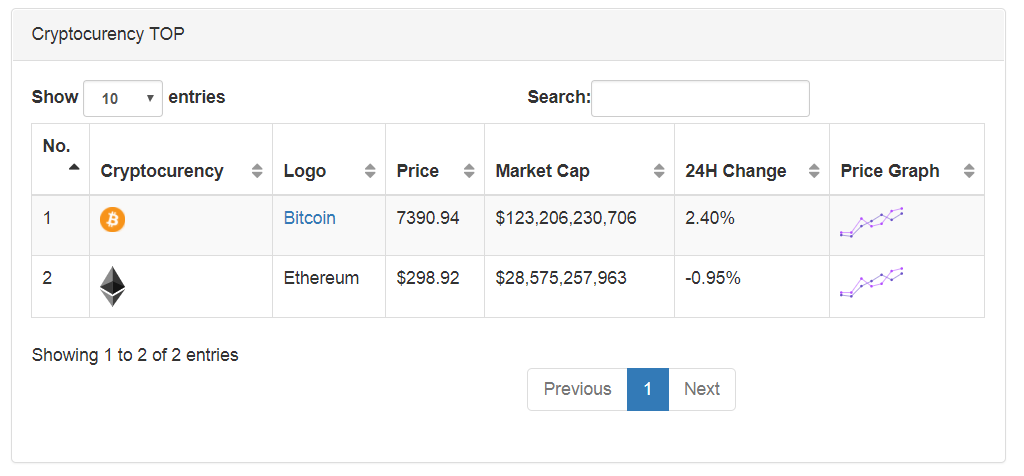 Cryptocurency TOP
Show 10 entries Search:
No. Cryptocurency Logo Price Market Cap 24H Change Price Graph
1 Bitcoin 7390.94 $123,206,230,706 2.40%
2 Ethereum $298.92 $28,575,257,963 -0.95%
Showing 1 to 2 of 2 entries
Previous 1 Next